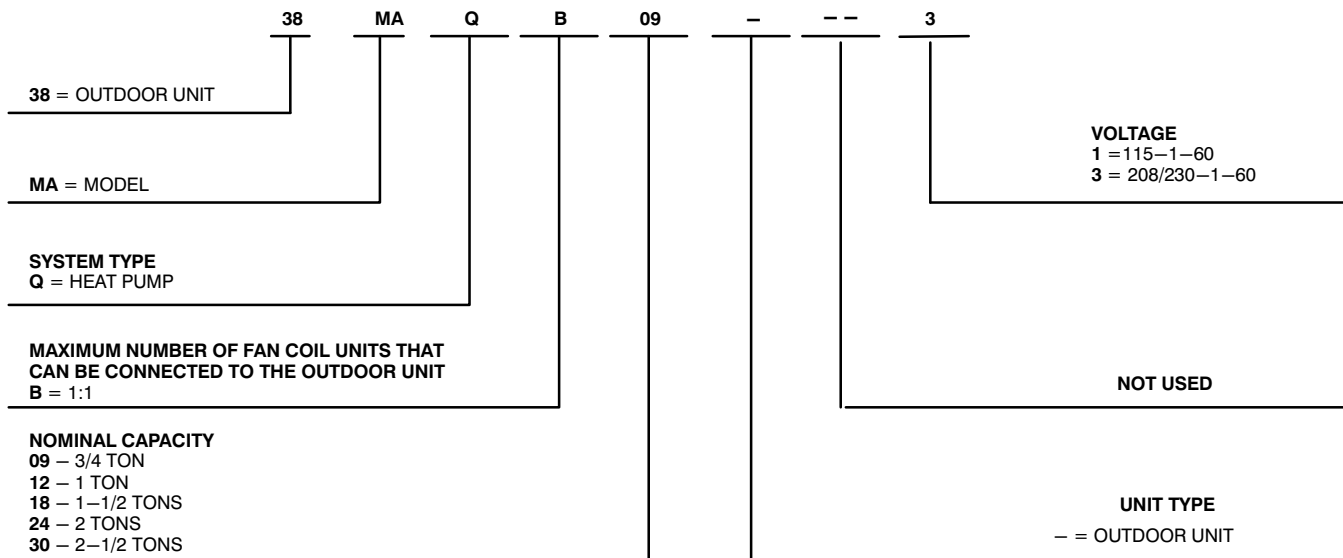 38 MA Q B 09 – – – 3
38 = OUTDOOR UNIT
MA = MODEL
SYSTEM TYPE
Q = HEAT PUMP
MAXIMUM NUMBER OF FAN COIL UNITS THAT
CAN BE CONNECTED TO THE OUTDOOR UNIT
B = 1:1
NOMINAL CAPACITY
09 – 3/4 TON
12 – 1 TON
18 – 1–1/2 TONS
24 – 2 TONS
30 – 2–1/2 TONS
VOLTAGE
1 =115–1–60
3 = 208/230–1–60
NOT USED
UNIT TYPE
– = OUTDOOR UNIT